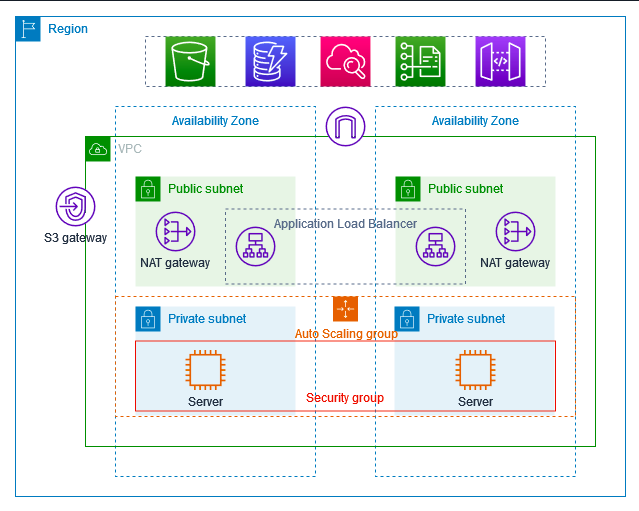 Region
Availability Zone
Availability Zone
VPC
Public subnet
Public subnet
S3 gateway
Application Load Balancer
NAT gateway
NAT gateway
Private subnet
Private subnet
Auto Scaling group
Security group
Server
Server